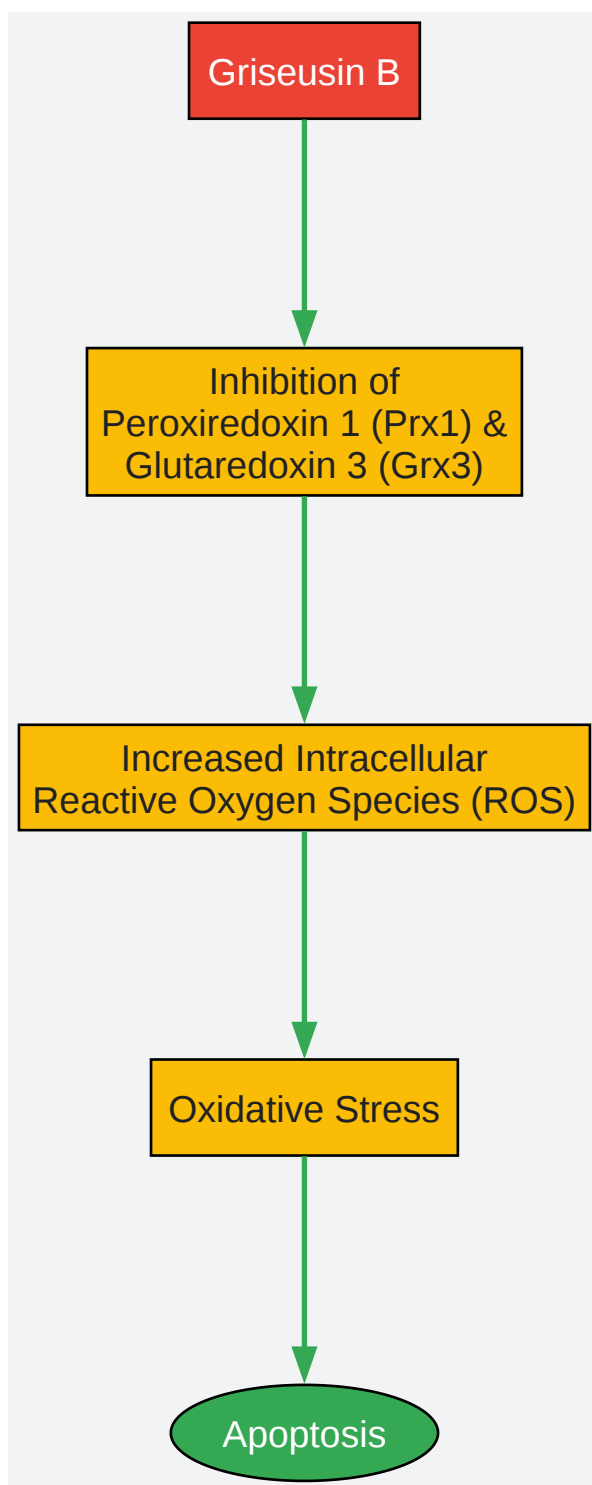 Griseusin B
Inhibition of
Peroxiredoxin 1 (Prx1) &
Glutaredoxin 3 (Grx3)
Increased Intracellular
Reactive Oxygen Species (ROS)
Oxidative Stress
Apoptosis